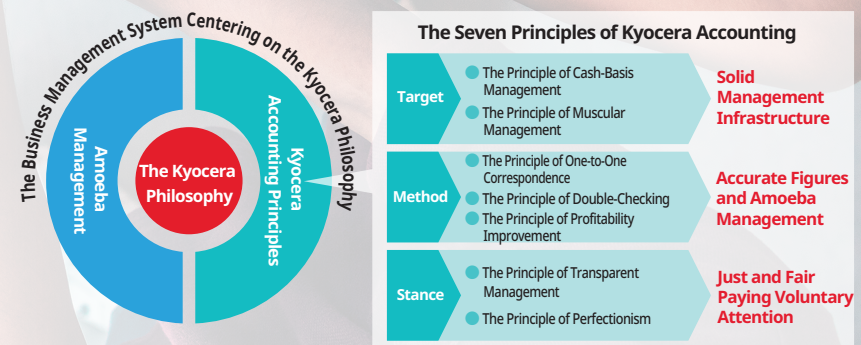 The Business Management System Centering on the Kyocera Philosophy
Amoeba
Management
The Kyocera
Philosophy
Kyocera
Accounting Principles
The Seven Principles of Kyocera Accounting
Target
The Principle of Cash-Basis
Management
The Principle of Muscular
Management
Solid
Management
Infrastructure
Method
The Principle of One-to-One
Correspondence
The Principle of Double-Checking
The Principle of Profitability
Improvement
Accurate Figures
and Amoeba
Management
Stance
The Principle of Transparent
Management
The Principle of Perfectionism
Just and Fair
Paying Voluntary
Attention